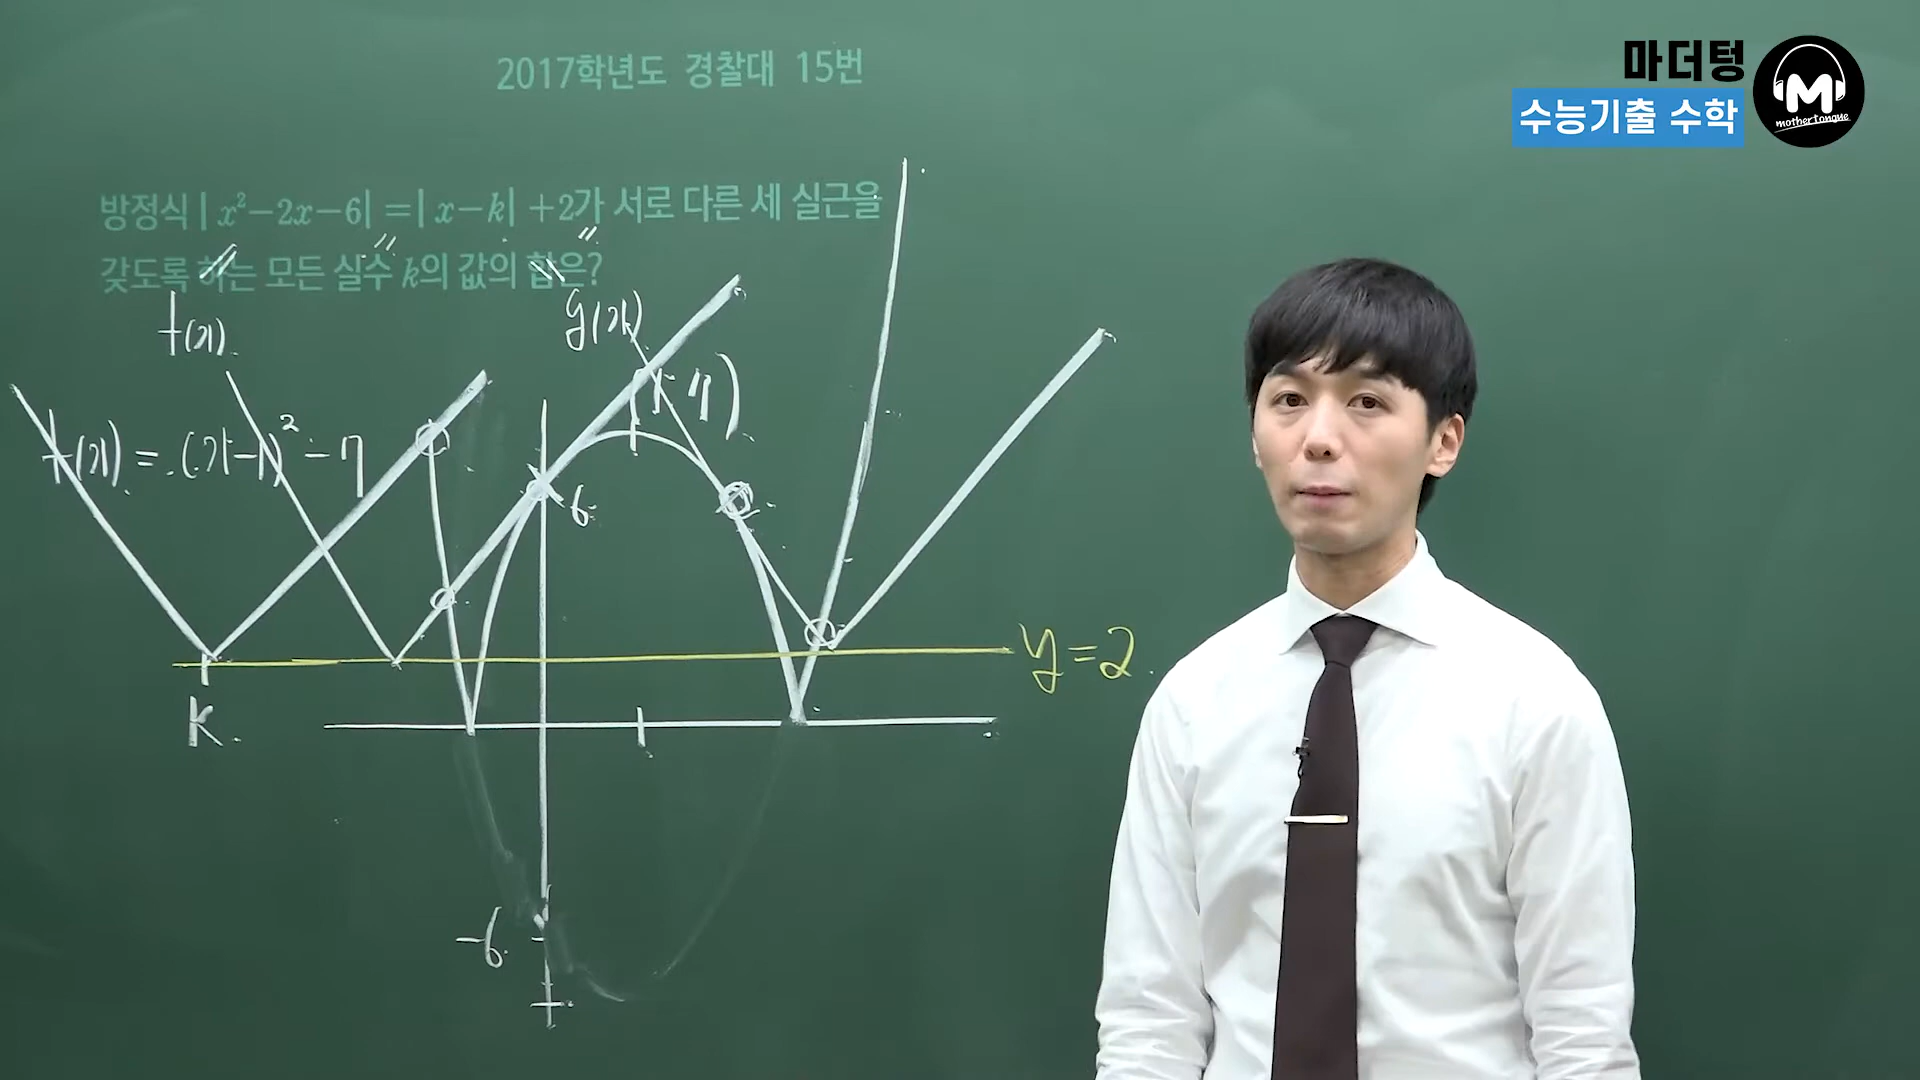 2017학년도 경찰대 15번
마더텅
수능기출 수학
M
mothertongue
방정식 | x²−2x−6| =| x−k| +2가 서로 다른 세 실근을
갖도록 하는 모든 실수 k의 값의 합은?
f(x)
g(x)
f(x) = (x−1)² −7
(1, 7)
6
y=2
k
−6